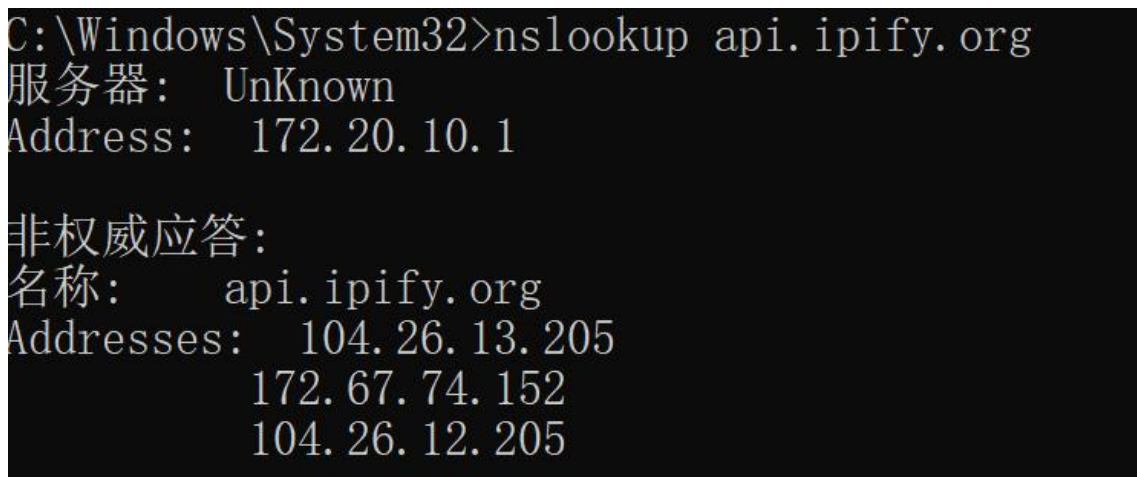 C:\Windows\System32>nslookup api.ipify.org
服务器:  UnKnown
Address:  172.20.10.1

非权威应答:
名称:    api.ipify.org
Addresses:  104.26.13.205
          172.67.74.152
          104.26.12.205